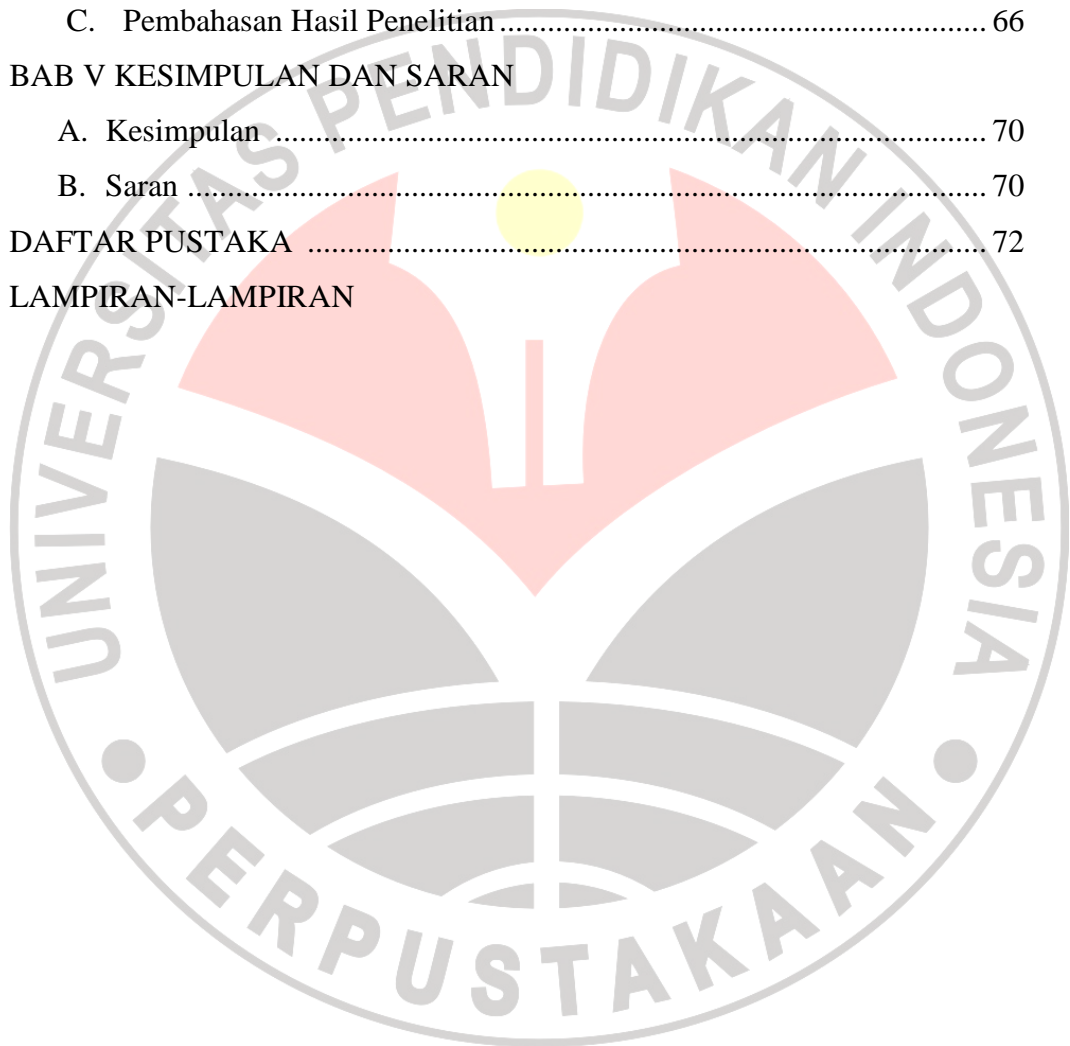 C. Pembahasan Hasil Penelitian ........................................................................ 66
BAB V KESIMPULAN DAN SARAN
A. Kesimpulan ........................................................................ 70
B. Saran ........................................................................ 70
DAFTAR PUSTAKA ........................................................................ 72
LAMPIRAN-LAMPIRAN
UNIVERSITAS PENDIDIKAN INDONESIA
PERPUSTAKAAN